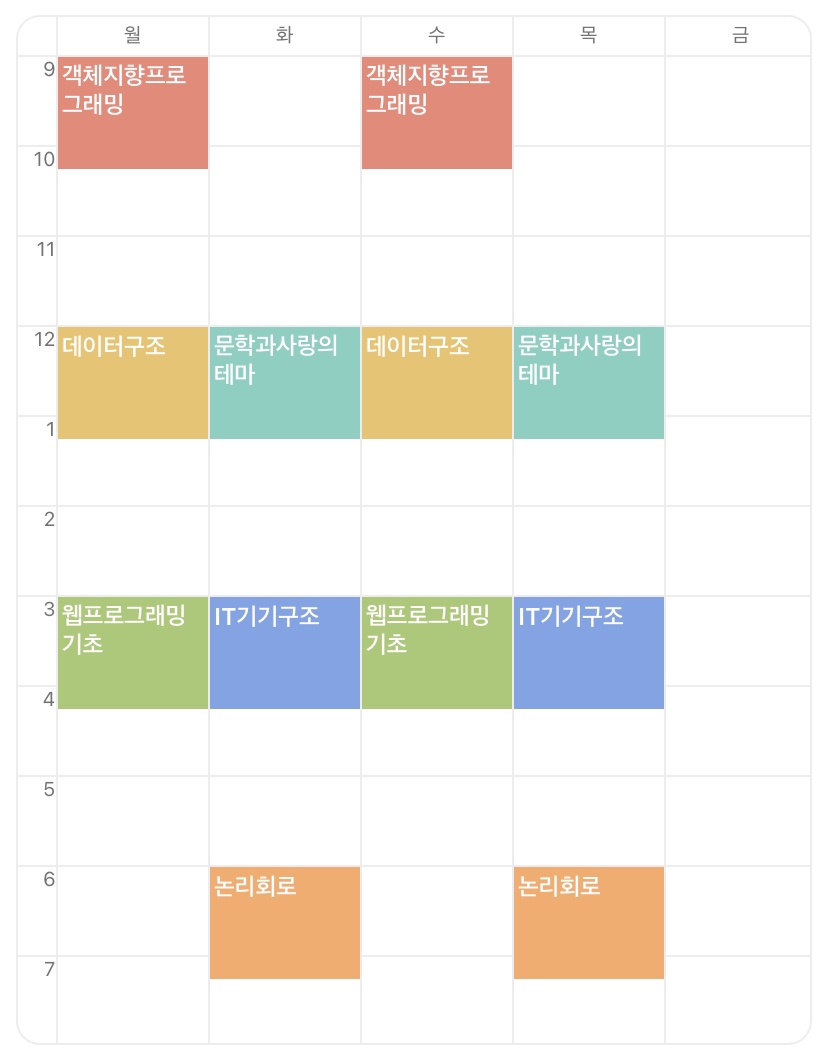 월 화 수 목 금
9
객체지향프로
그래밍
객체지향프로
그래밍
10
11
12
데이터구조
문학과사랑의
테마
데이터구조
문학과사랑의
테마
1
2
3
웹프로그래밍
기초
IT기기구조
웹프로그래밍
기초
IT기기구조
4
5
6
논리회로
논리회로
7